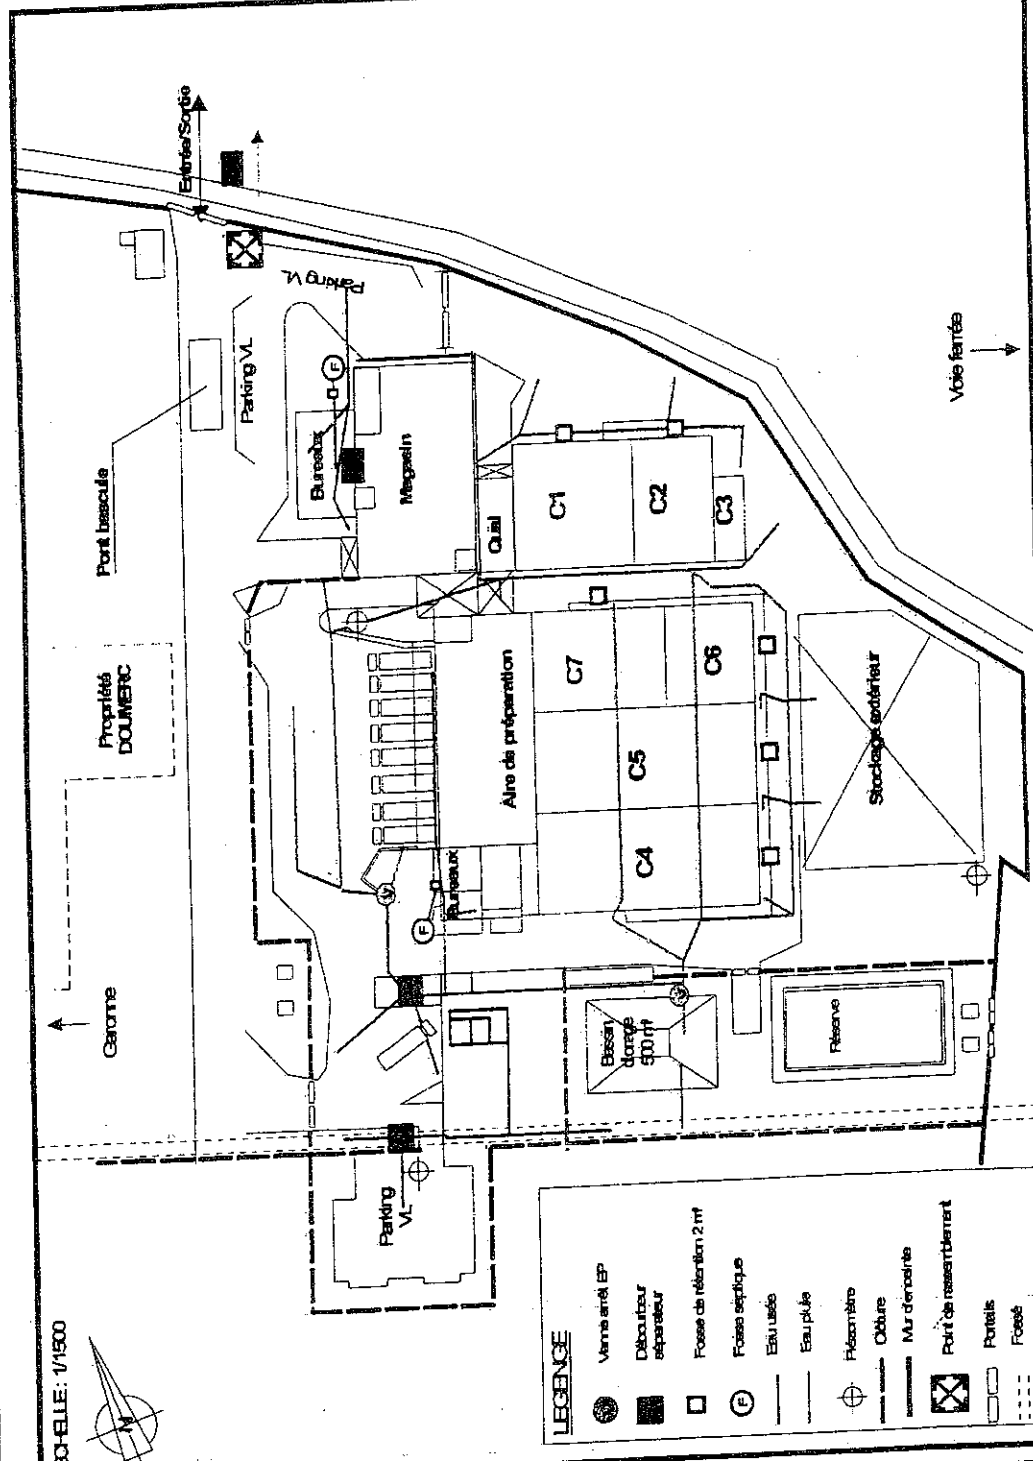 ECHELLE: 1/1500
Garonne
Propriété
DOUMERC
Pont bascule
Entrée/Sortie
Parking VL
Parking VL
Bureaux
Magasin
Quai
C1
C2
C3
Aire de préparation
C7
C6
C5
C4
Bureaux
Stockage extérieur
Voie ferrée
Bassin
d'orage
500 m³
Réserve
Parking
VL
N
V
V
F
F
LEGENGE
Vanne arrêt EP
Débourbeur
séparateur
Fosse de rétention 2 m³
F
Fosse septique
Eau usée
Eau pluie
Piézomètre
Clôture
Mur d'enceinte
Point de rassemblement
Portails
Fossé